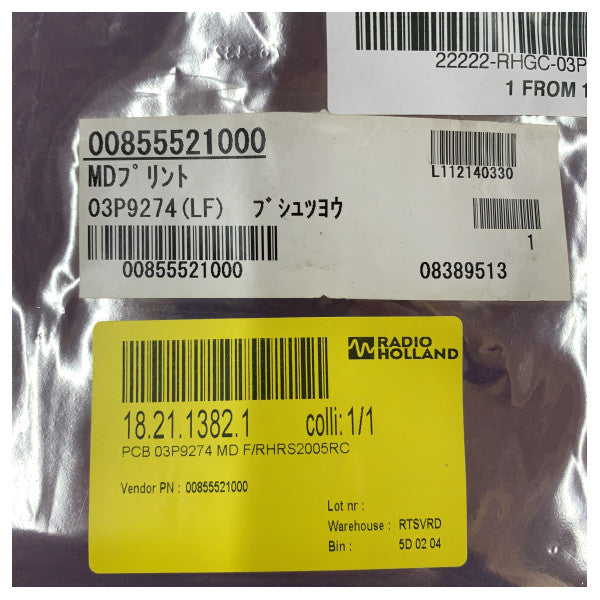 22222-RHGC-03P
1 FROM 1
00855521000
MDﾌﾟﾘﾝﾄ
L112140330
03P9274(LF) ﾌﾞｼｭﾂﾖｳ
1
00855521000
08389513
RADIO
HOLLAND
18.21.1382.1 colli: 1/1
PCB 03P9274 MD F/RHRS2005RC
Vendor PN : 00855521000
Lot nr :
Warehouse : RTSVRD
Bin : 5D 02 04